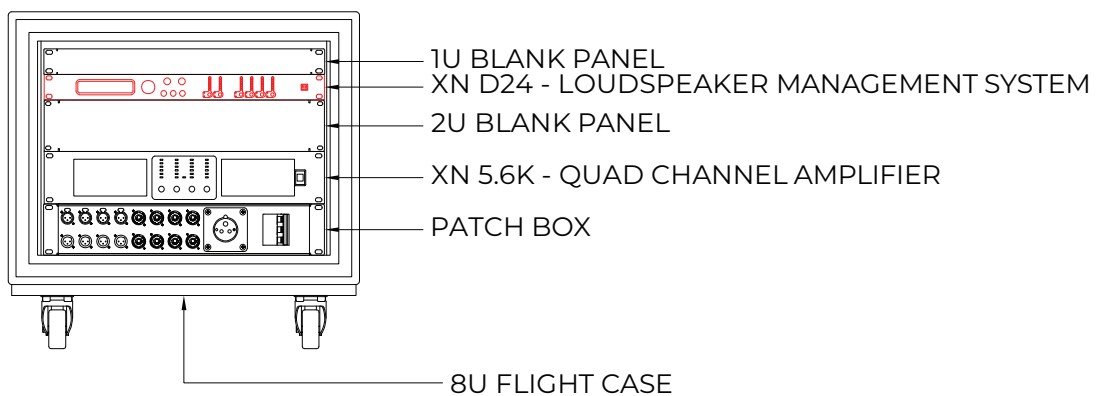 1U BLANK PANEL
XN D24 - LOUDSPEAKER MANAGEMENT SYSTEM
2U BLANK PANEL
XN 5.6K - QUAD CHANNEL AMPLIFIER
PATCH BOX
8U FLIGHT CASE